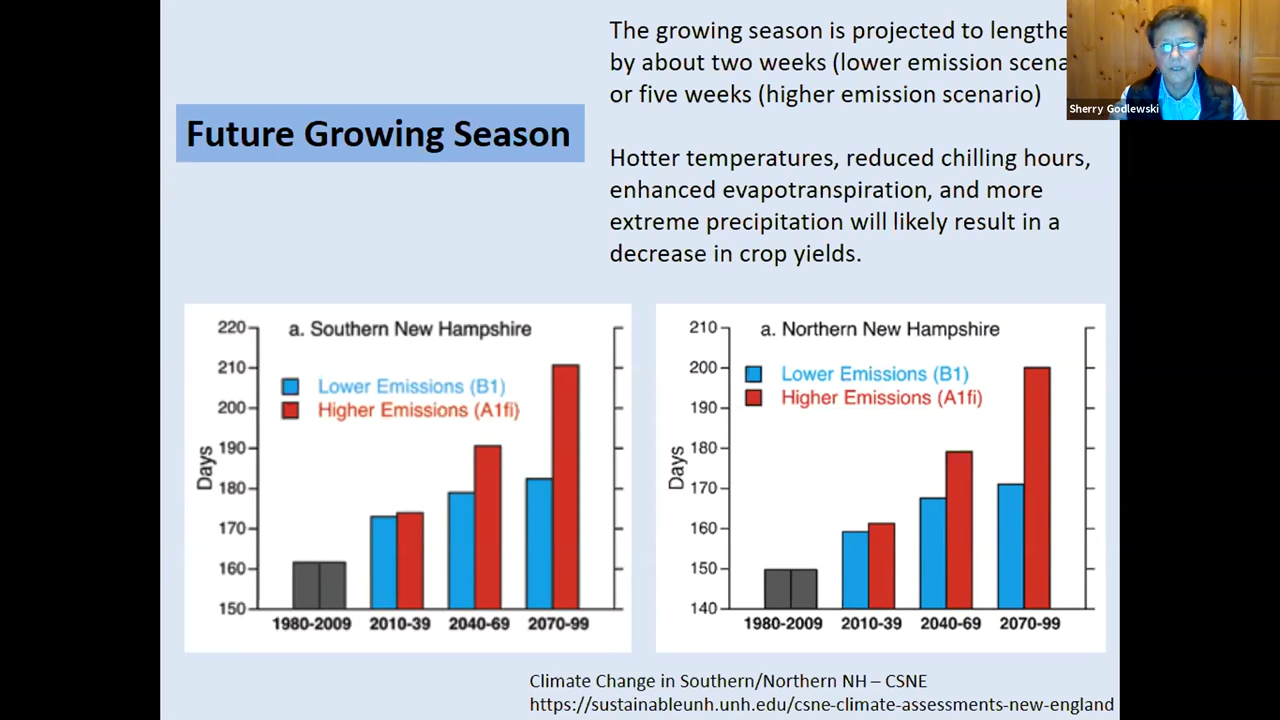 The growing season is projected to lengthe
by about two weeks (lower emission scena
or five weeks (higher emission scenario)
Sherry Godlewski
Future Growing Season
Hotter temperatures, reduced chilling hours,
enhanced evapotranspiration, and more
extreme precipitation will likely result in a
decrease in crop yields.
220
a. Southern New Hampshire
210
Lower Emissions (B1)
200
Higher Emissions (A1fi)
190
Days
180
170
160
150
1980-2009 2010-39 2040-69 2070-99
210
a. Northern New Hampshire
200
Lower Emissions (B1)
190
Higher Emissions (A1fi)
180
Days
170
160
150
140
1980-2009 2010-39 2040-69 2070-99
Climate Change in Southern/Northern NH – CSNE
https://sustainableunh.unh.edu/csne-climate-assessments-new-england